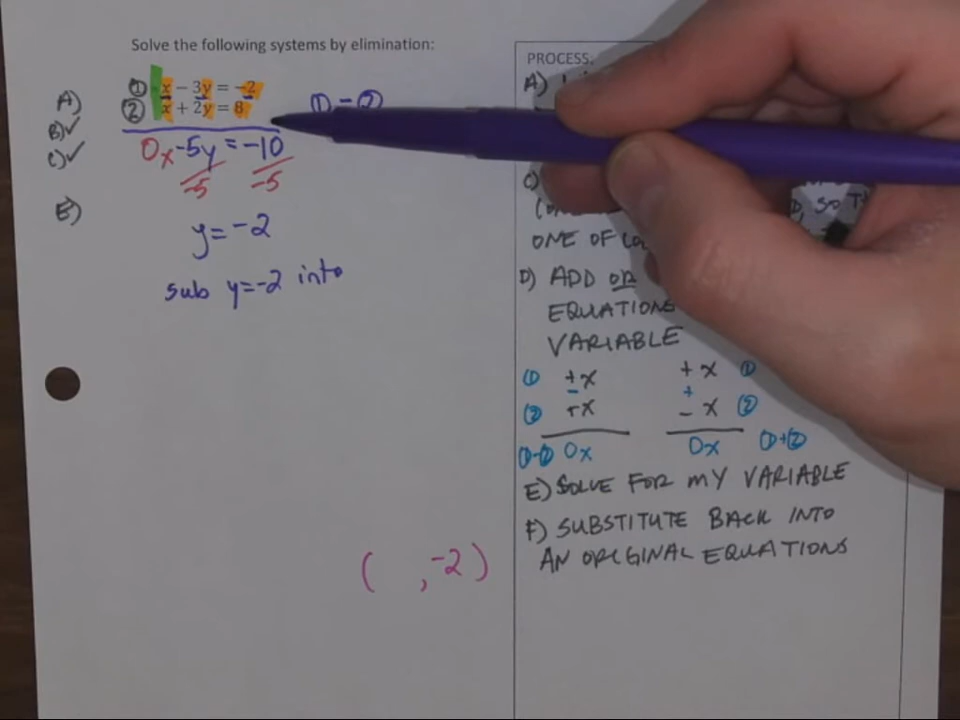 Solve the following systems by elimination:
① x − 3y = −2
② x + 2y = 8
① − ②
A)
B)✓
C)✓
0x -5y = -10
-5 -5
E)
y = -2
sub y=-2 into
( , -2 )
PROCESS:
A)
C)
SO
ONE OF
D) ADD OR
EQUATIONS
VARIABLE
① +x +x ①
− +
② +x − x ②
①-② 0x 0x ①+②
E) SOLVE FOR MY VARIABLE
F) SUBSTITUTE BACK INTO
AN ORIGINAL EQUATIONS